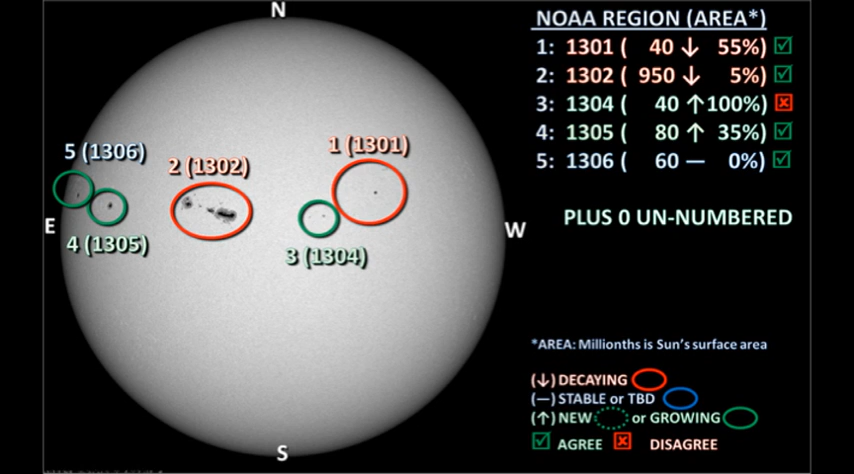 N
NOAA REGION (AREA*)
1: 1301 ( 40 ↓ 55%)
2: 1302 ( 950 ↓ 5%)
3: 1304 ( 40 ↑100%)
4: 1305 ( 80 ↑ 35%)
5: 1306 ( 60 — 0%)
PLUS 0 UN-NUMBERED
5 (1306)
2 (1302)
1 (1301)
E
W
4 (1305)
3 (1304)
*AREA: Millionths is Sun's surface area
(↓) DECAYING
(—) STABLE or TBD
(↑) NEW or GROWING
AGREE DISAGREE
S